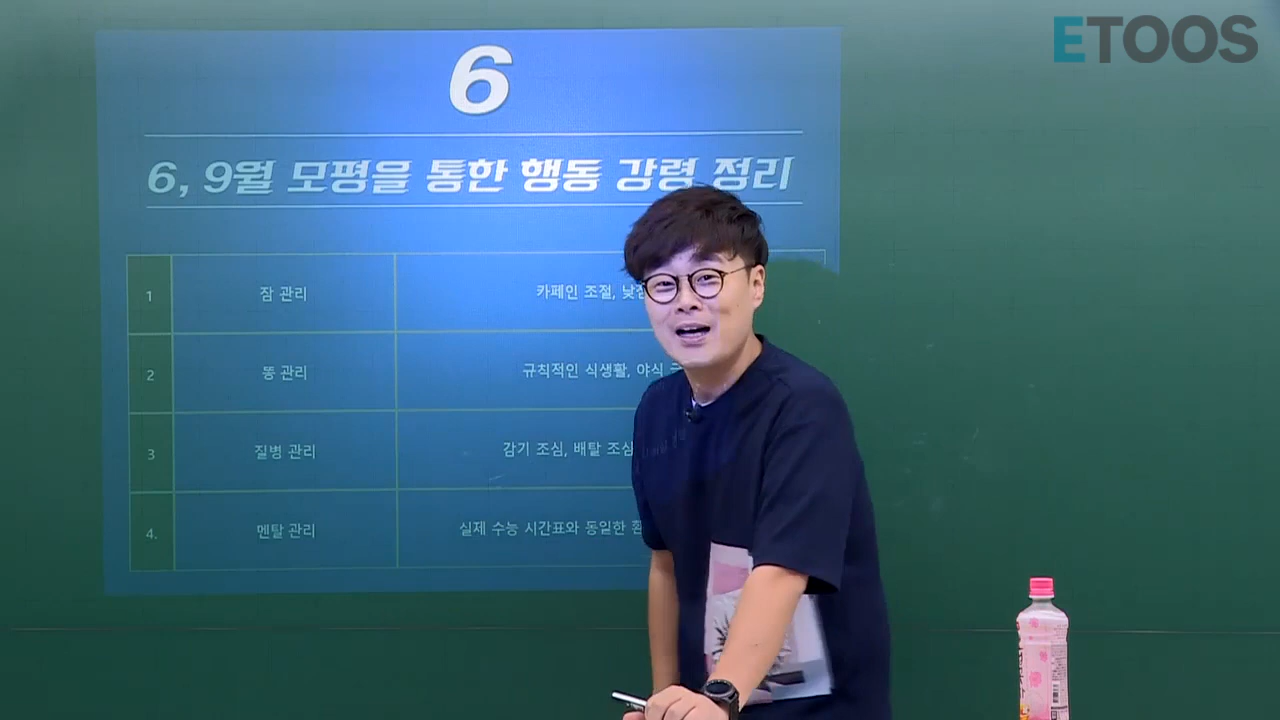 ETOOS
6
6, 9월 모평을 통한 행동 강령 정리
1 잠 관리 카페인 조절,
2 똥 관리 규칙적인 식생활, 야식
3 질병 관리 감기 조심, 배탈 조심
4. 멘탈 관리 실제 수능 시간표와 동일한